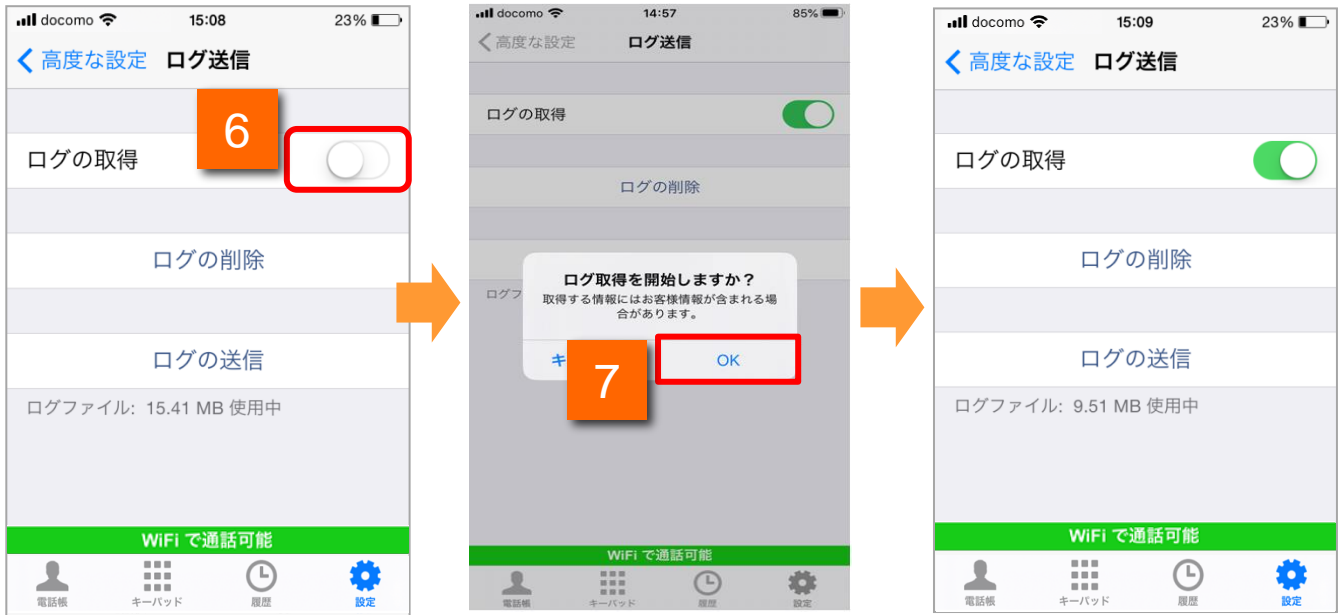 docomo 15:08 23%
高度な設定 ログ送信
6
ログの取得
ログの削除
ログの送信
ログファイル: 15.41 MB 使用中
WiFi で通話可能
電話帳 キーパッド 履歴 設定
docomo 14:57 85%
高度な設定 ログ送信
ログの取得
ログの削除
ログフ
ログ取得を開始しますか？
取得する情報にはお客様情報が含まれる場
合があります。
キ OK
7
WiFi で通話可能
電話帳 キーパッド 履歴 設定
docomo 15:09 23%
高度な設定 ログ送信
ログの取得
ログの削除
ログの送信
ログファイル: 9.51 MB 使用中
WiFi で通話可能
電話帳 キーパッド 履歴 設定